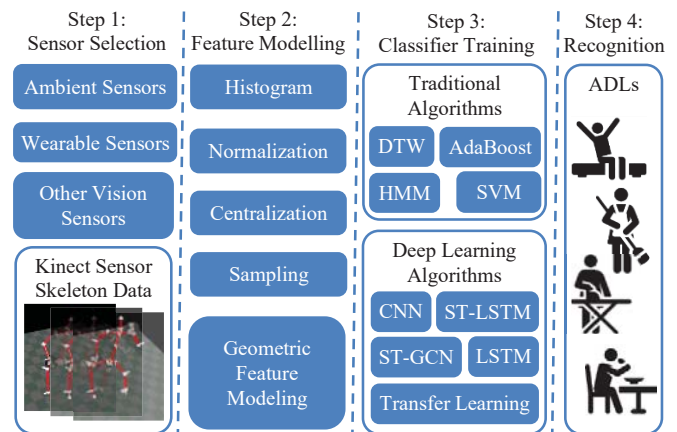 Step 1:
Sensor Selection
Ambient Sensors
Wearable Sensors
Other Vision
Sensors
Kinect Sensor
Skeleton Data
Step 2:
Feature Modelling
Histogram
Normalization
Centralization
Sampling
Geometric
Feature
Modeling
Step 3:
Classifier Training
Traditional
Algorithms
DTW AdaBoost
HMM SVM
Deep Learning
Algorithms
CNN ST-LSTM
ST-GCN LSTM
Transfer Learning
Step 4:
Recognition
ADLs